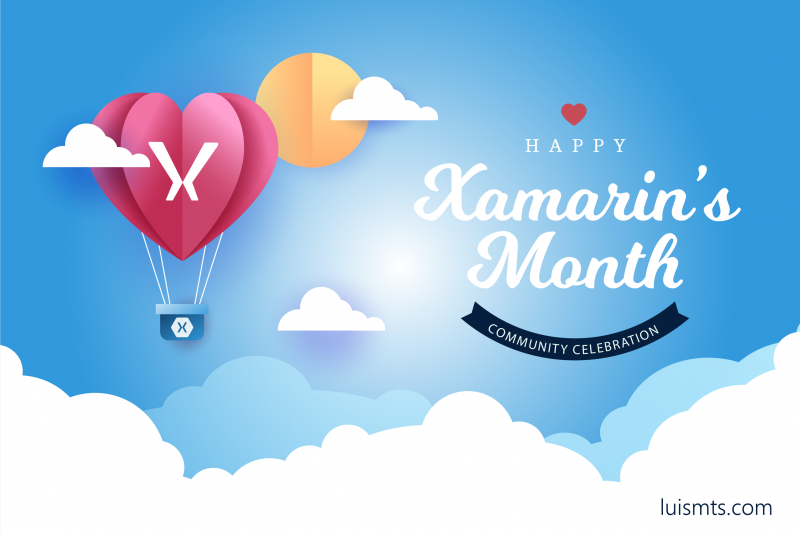 HAPPY
Xamarin's
Month
COMMUNITY CELEBRATION
luismts.com